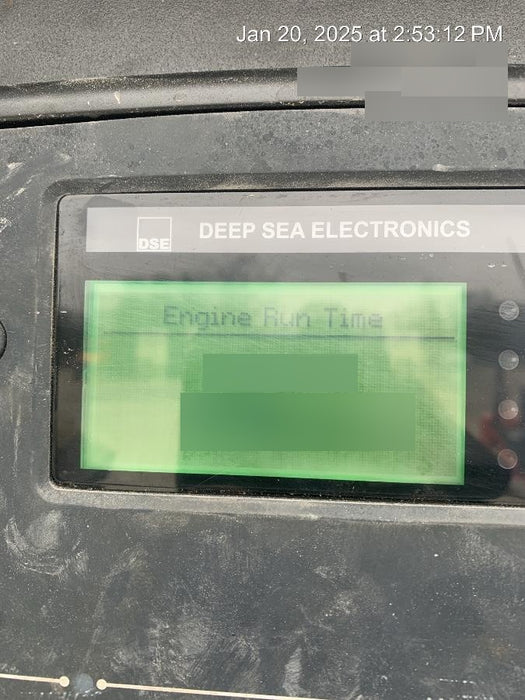 Jan 20, 2025 at 2:53:12 PM
DSE
DEEP SEA ELECTRONICS
Engine Run Time